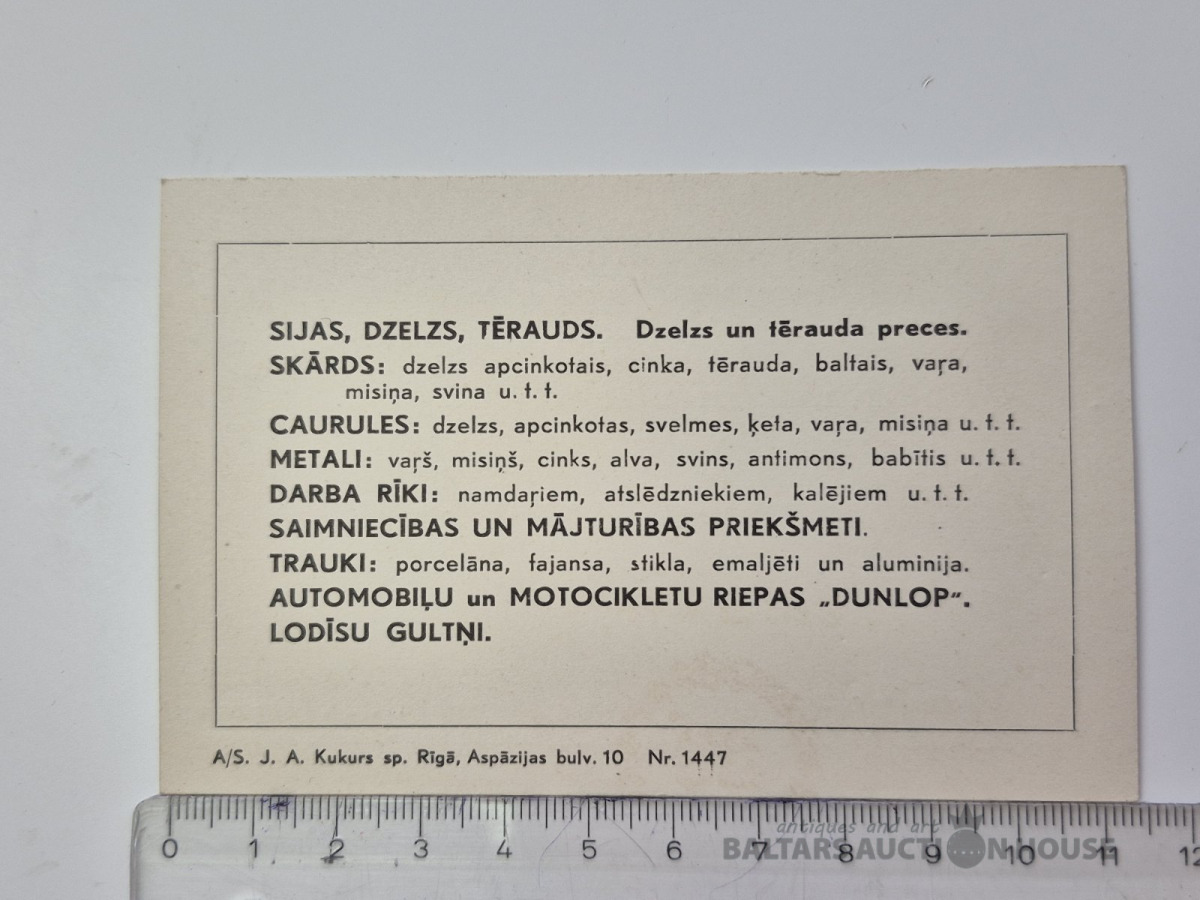 SIJAS, DZELZS, TĒRAUDS. Dzelzs un tērauda preces.
SKĀRDS: dzelzs apcinkotais, cinka, tērauda, baltais, vaŗa,
misiņa, svina u. t. t.
CAURULES: dzelzs, apcinkotas, svelmes, ķeta, vaŗa, misiņa u. t. t.
METALI: vaŗš, misiņš, cinks, alva, svins, antimons, babītis u. t. t.
DARBA RĪKI: namdaŗiem, atslēdzniekiem, kalējiem u. t. t.
SAIMNIECĪBAS UN MĀJTURĪBAS PRIEKŠMETI.
TRAUKI: porcelāna, fajansa, stikla, emaljēti un aluminija.
AUTOMOBIĻU un MOTOCIKLETU RIEPAS „DUNLOP“.
LODĪSU GULTŅI.
A/S. J. A. Kukurs sp. Rīgā, Aspāzijas bulv. 10 Nr. 1447
antiques and art
BALTARS AUCTION HOUSE
0 1 2 3 4 5 6 7 8 9 10 11 12